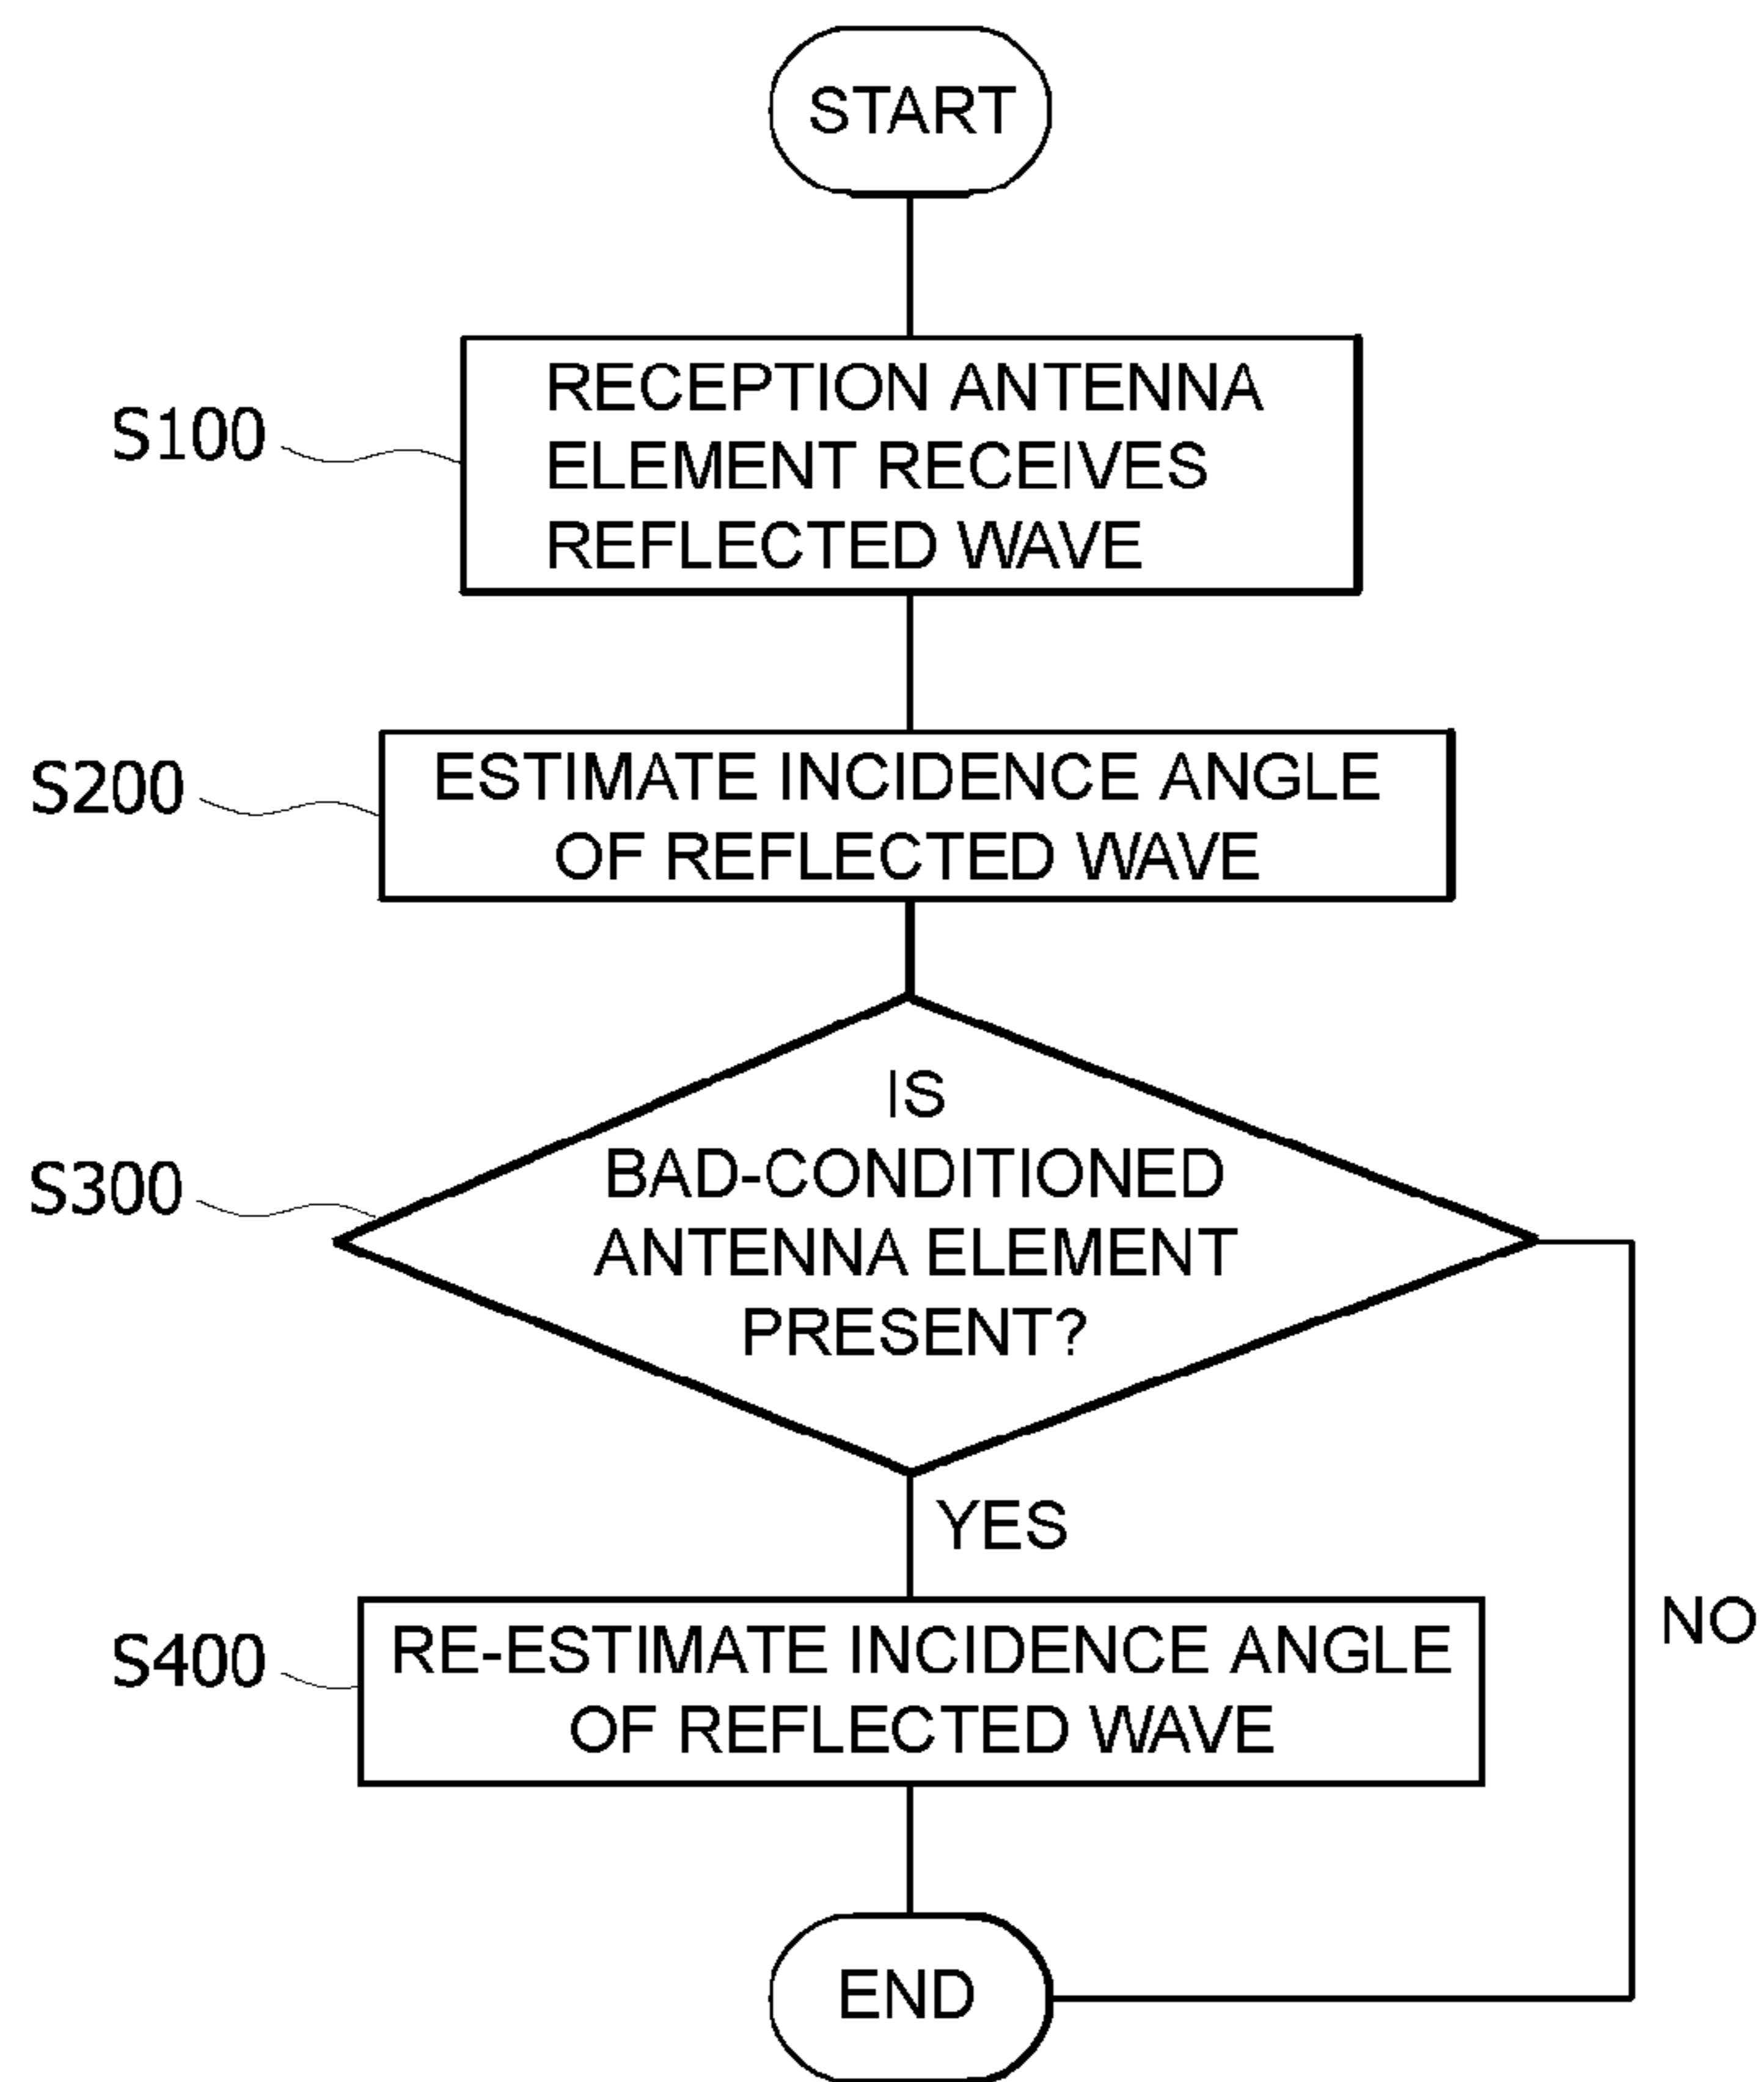 START
S100
RECEPTION ANTENNA
ELEMENT RECEIVES
REFLECTED WAVE
S200
ESTIMATE INCIDENCE ANGLE
OF REFLECTED WAVE
S300
IS
BAD-CONDITIONED
ANTENNA ELEMENT
PRESENT?
YES
NO
S400
RE-ESTIMATE INCIDENCE ANGLE
OF REFLECTED WAVE
END